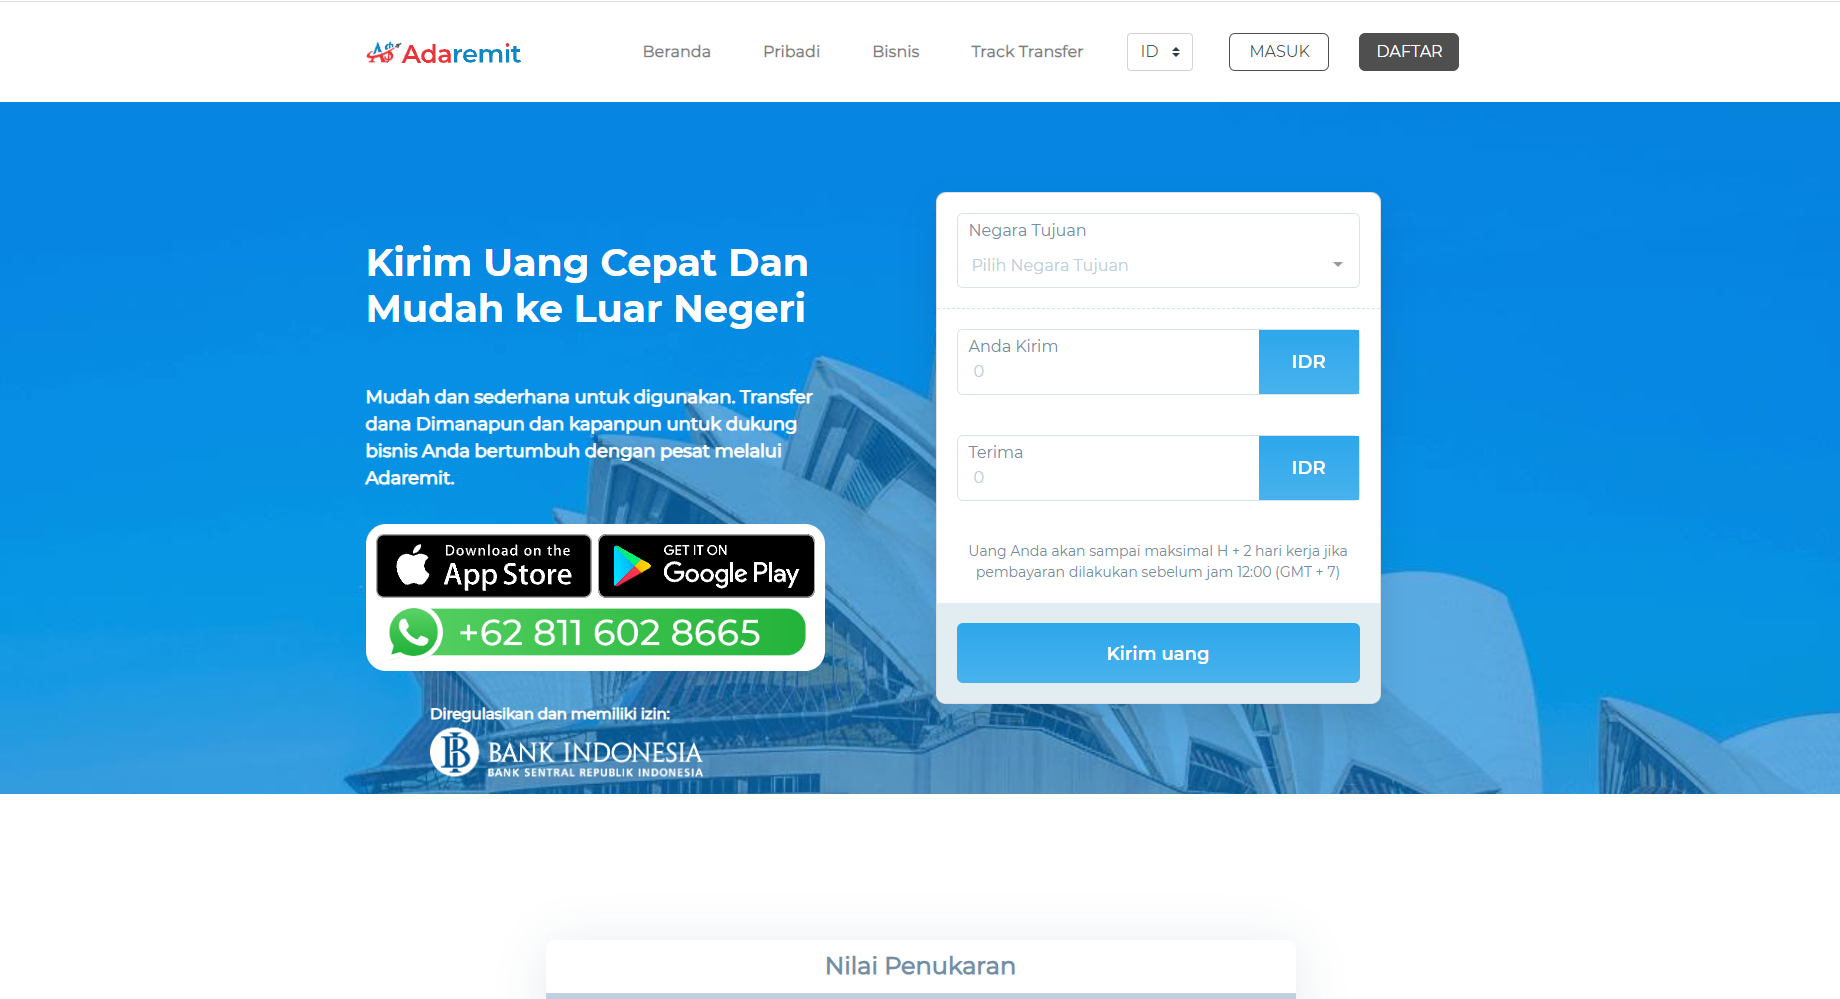 Adaremit
Beranda
Pribadi
Bisnis
Track Transfer
ID
MASUK
DAFTAR
Kirim Uang Cepat Dan
Mudah ke Luar Negeri
Mudah dan sederhana untuk digunakan. Transfer
dana Dimanapun dan kapanpun untuk dukung
bisnis Anda bertumbuh dengan pesat melalui
Adaremit.
Download on the
App Store
GET IT ON
Google Play
+62 811 602 8665
Diregulasikan dan memiliki izin:
BANK INDONESIA
BANK SENTRAL REPUBLIK INDONESIA
Negara Tujuan
Pilih Negara Tujuan
Anda Kirim
0
IDR
Terima
0
IDR
Uang Anda akan sampai maksimal H + 2 hari kerja jika
pembayaran dilakukan sebelum jam 12:00 (GMT + 7)
Kirim uang
Nilai Penukaran